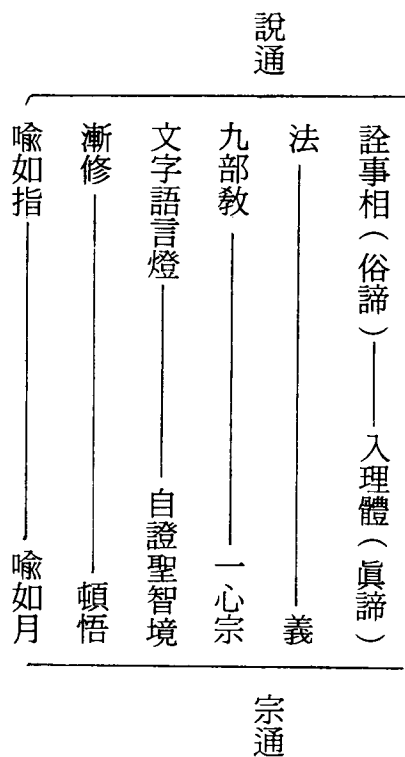 說通
詮事相(俗諦)——入理體(眞諦)
法——義
九部教——一心宗
文字語言燈——自證聖智境
漸修——頓悟
喩如指——喩如月
宗通